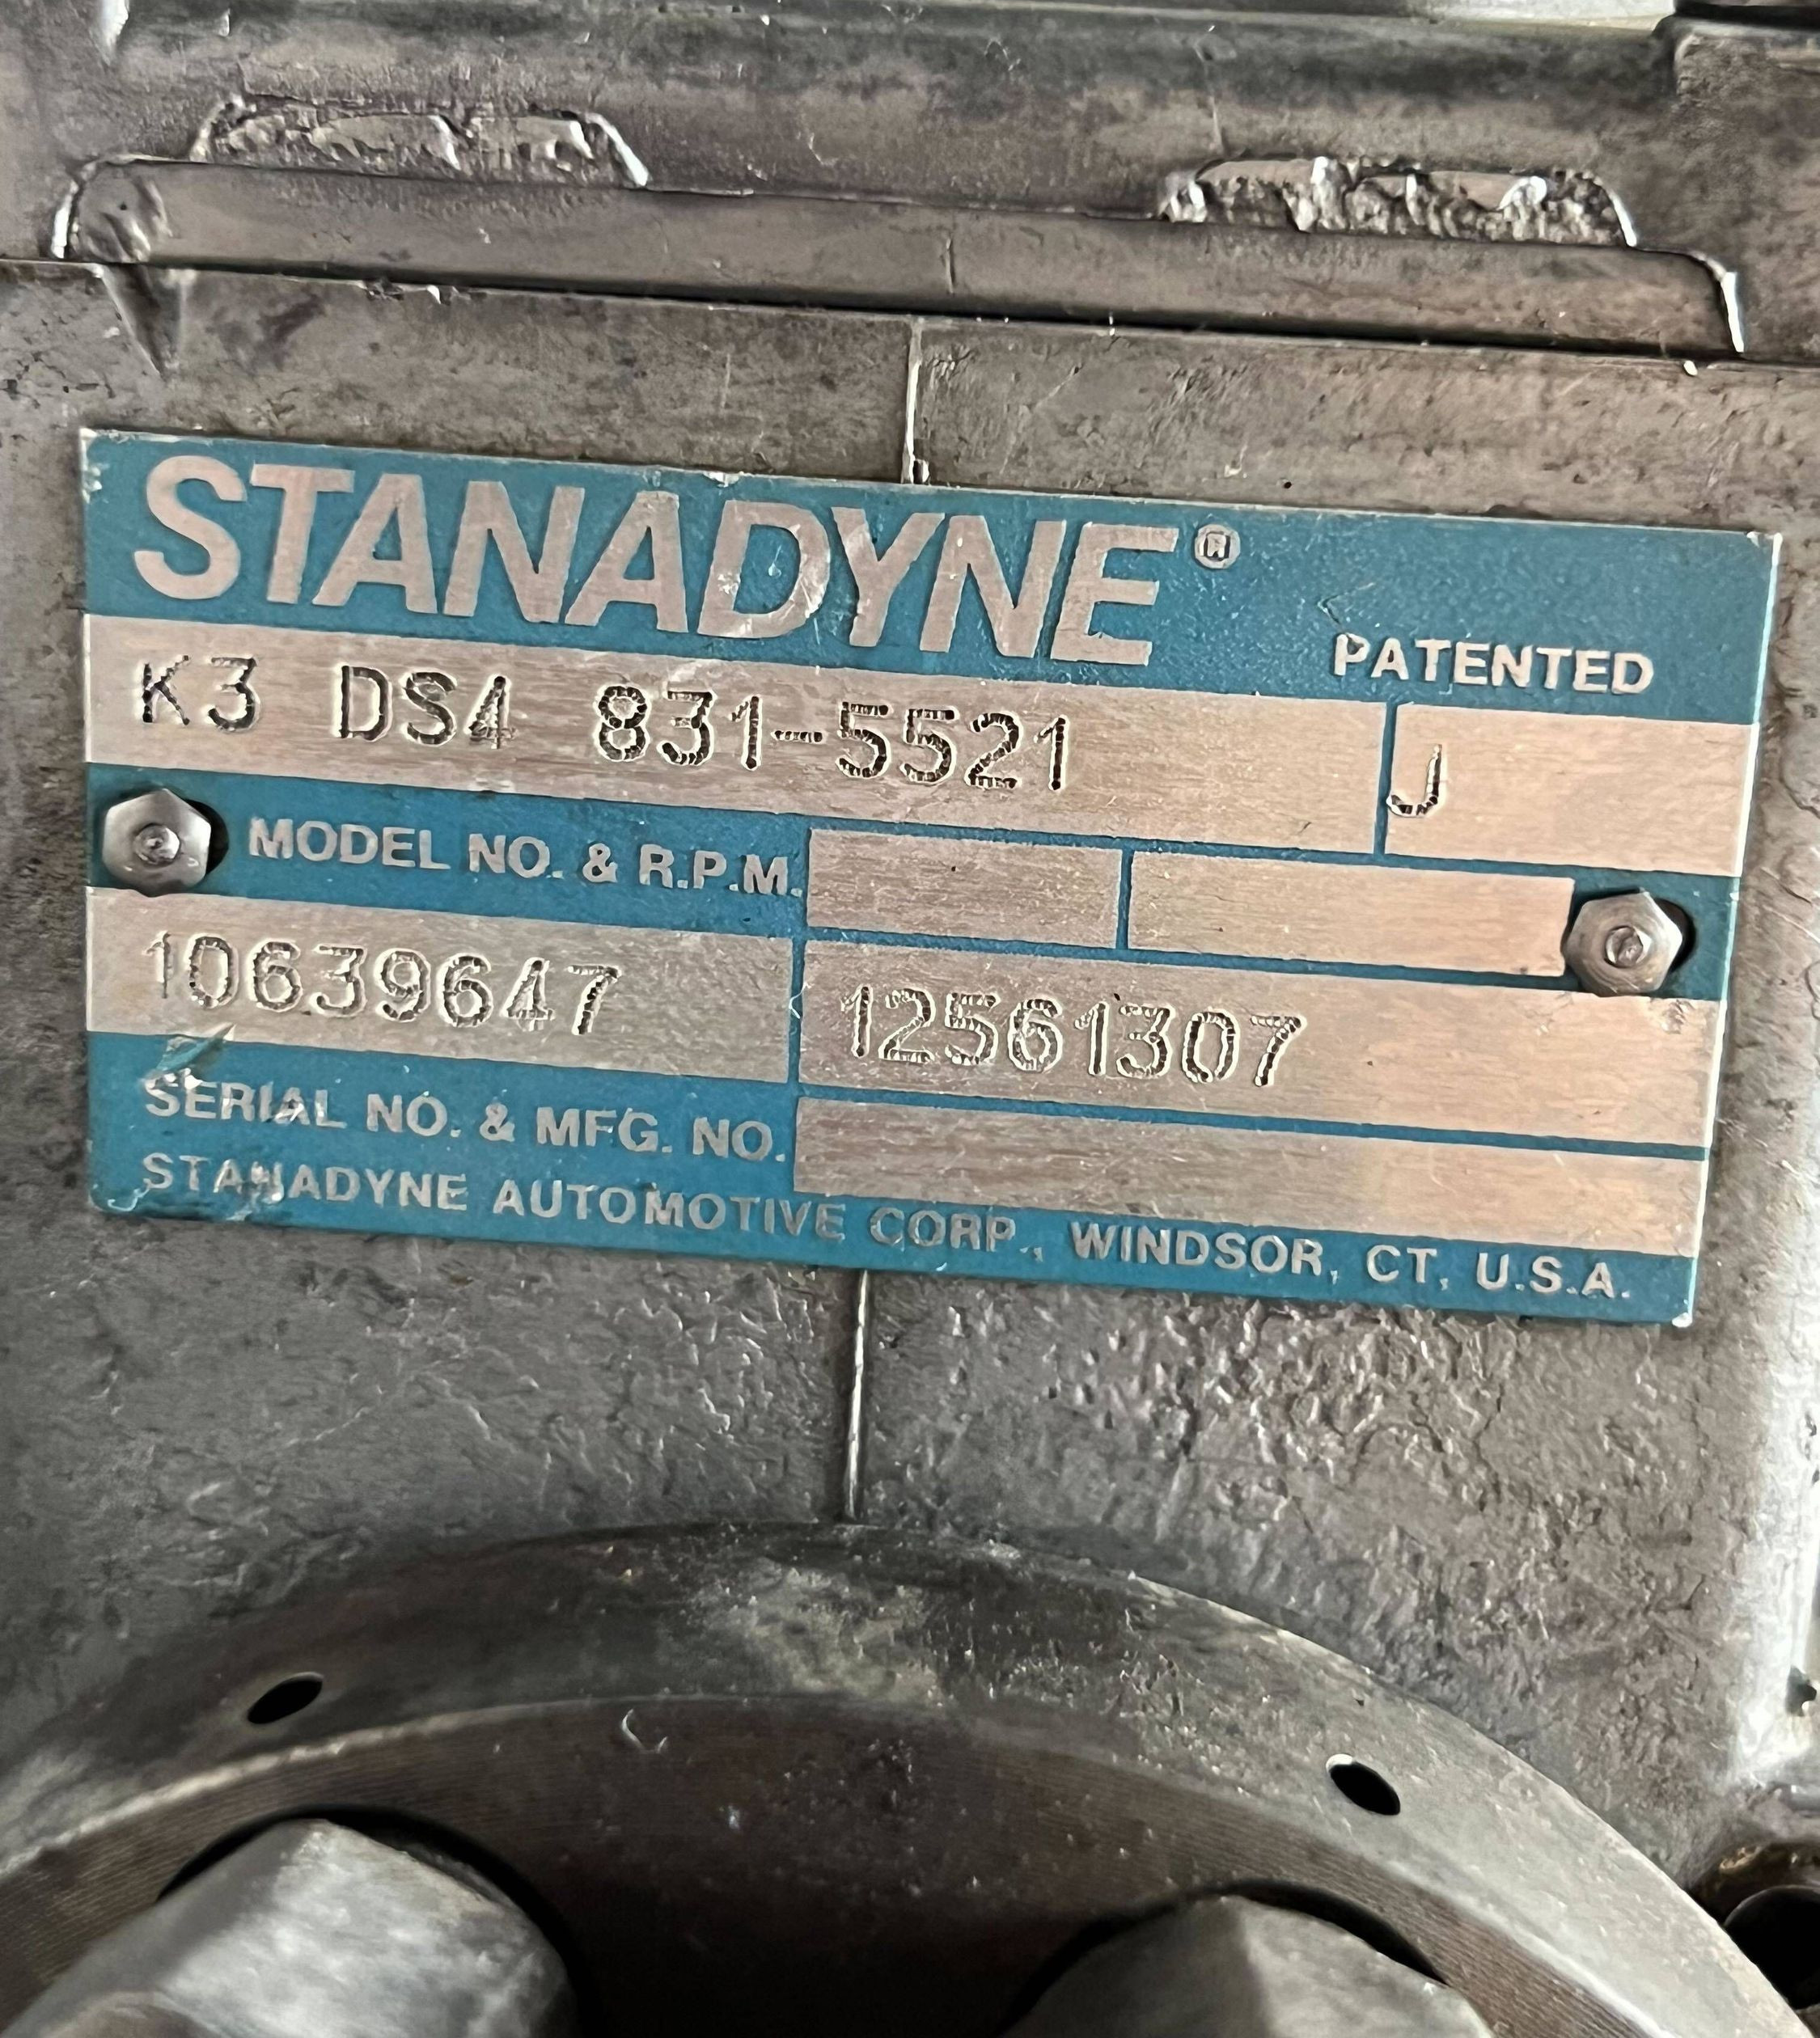 STANADYNE®
PATENTED
K3 DS4 831-5521 J
MODEL NO. & R.P.M.
10639647 12561307
SERIAL NO. & MFG. NO.
STANADYNE AUTOMOTIVE CORP., WINDSOR, CT, U.S.A.